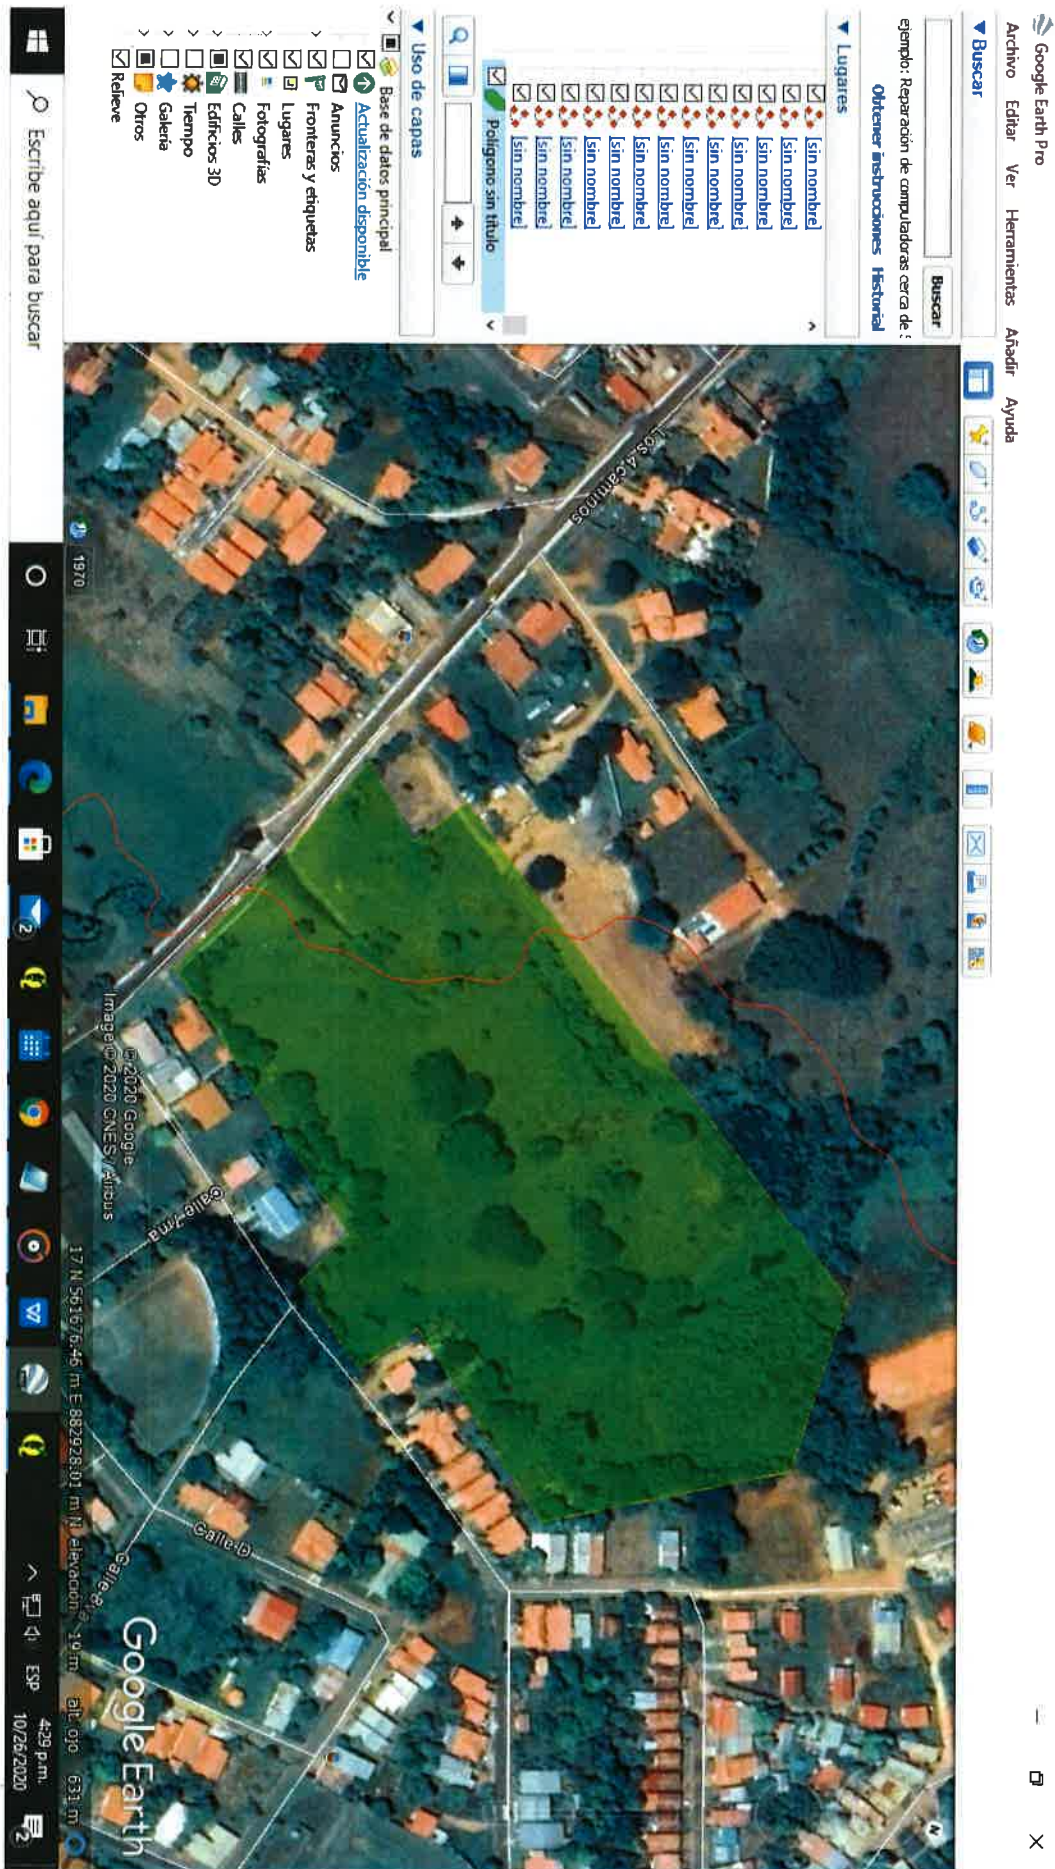 Google Earth Pro
Archivo Editar Ver Herramientas Añadir Ayuda
▼ Buscar
Buscar
ejemplo: Reparación de computadoras cerca de s
Obtener instrucciones Historial
▼ Lugares
[sin nombre]
[sin nombre]
[sin nombre]
[sin nombre]
[sin nombre]
[sin nombre]
[sin nombre]
[sin nombre]
[sin nombre]
[sin nombre]
[sin nombre]
[sin nombre]
[sin nombre]
Polígono sin título
▼ Uso de capas
Base de datos principal
Actualización disponible
Anuncios
Fronteras y etiquetas
Lugares
Fotografías
Calles
Edificios 3D
Tiempo
Galería
Otros
Relieve
Los 4 caminos
Calle 7ma
Calle D
N
1970
© 2020 Google
Image © 2020 CNES / Airbus
Google Earth
17 N 561676.46 m E 882928.01 m N elevación 19 m alt. ojo 631 m
Escribe aquí para buscar
2
ESP
4:29 p.m.
10/26/2020
2